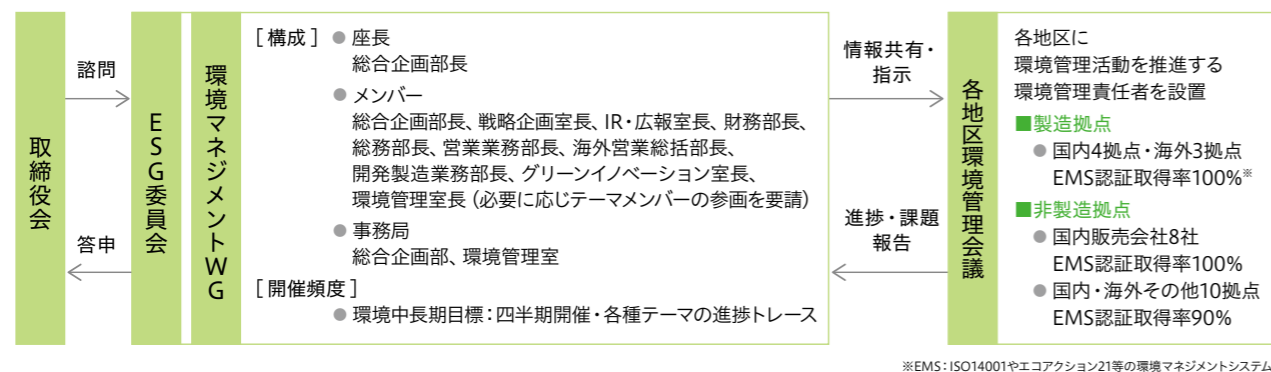 取締役会
諮問
答申
ESG委員会
環境マネジメントWG
［構成］ ● 座長
総合企画部長
● メンバー
総合企画部長、戦略企画室長、IR・広報室長、財務部長、
総務部長、営業業務部長、海外営業総括部長、
開発製造業務部長、グリーンイノベーション室長、
環境管理室長（必要に応じテーマメンバーの参画を要請）
● 事務局
総合企画部、環境管理室
［開催頻度］
● 環境中長期目標：四半期開催・各種テーマの進捗トレース
情報共有・
指示
進捗・課題
報告
各地区環境管理会議
各地区に
環境管理活動を推進する
環境管理責任者を設置
■製造拠点
● 国内4拠点・海外3拠点
EMS認証取得率100%※
■非製造拠点
● 国内販売会社8社
EMS認証取得率100%
● 国内・海外その他10拠点
EMS認証取得率90%
※EMS：ISO14001やエコアクション21等の環境マネジメントシステム